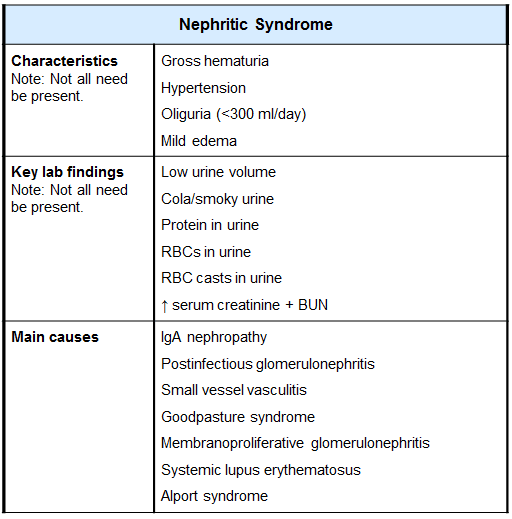 Nephritic Syndrome
Characteristics
Note: Not all need
be present.
Gross hematuria
Hypertension
Oliguria (<300 ml/day)
Mild edema
Key lab findings
Note: Not all need
be present.
Low urine volume
Cola/smoky urine
Protein in urine
RBCs in urine
RBC casts in urine
↑ serum creatinine + BUN
Main causes
IgA nephropathy
Postinfectious glomerulonephritis
Small vessel vasculitis
Goodpasture syndrome
Membranoproliferative glomerulonephritis
Systemic lupus erythematosus
Alport syndrome